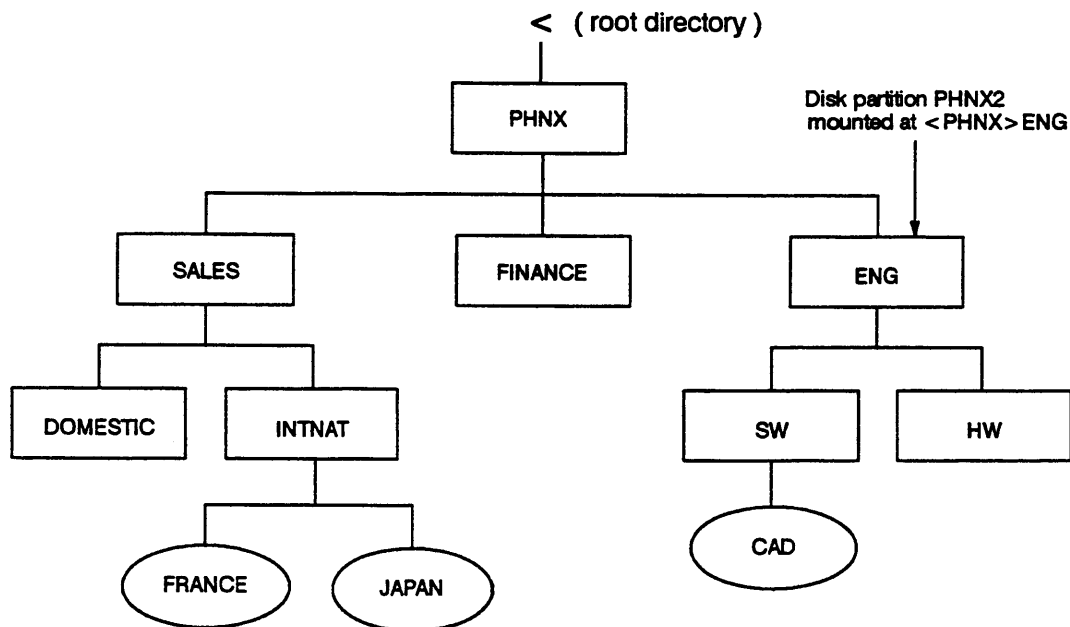 < ( root directory )
PHNX
Disk partition PHNX2
mounted at <PHNX>ENG
SALES
FINANCE
ENG
DOMESTIC
INTNAT
SW
HW
FRANCE
JAPAN
CAD